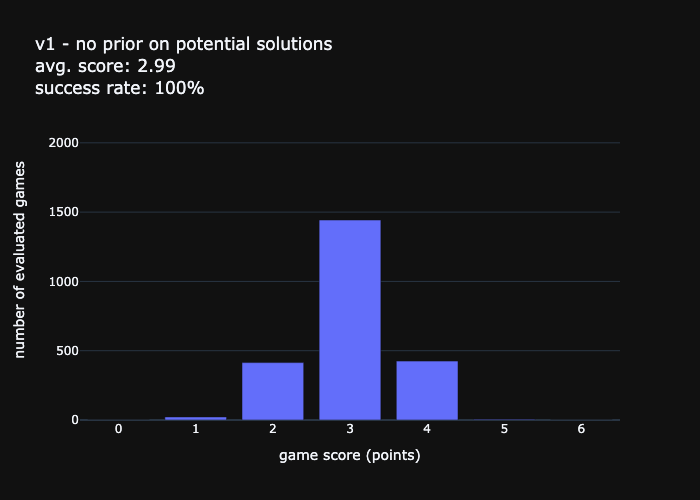 v1 - no prior on potential solutions
avg. score: 2.99
success rate: 100%
2000
1500
1000
500
0
number of evaluated games
0 1 2 3 4 5 6
game score (points)